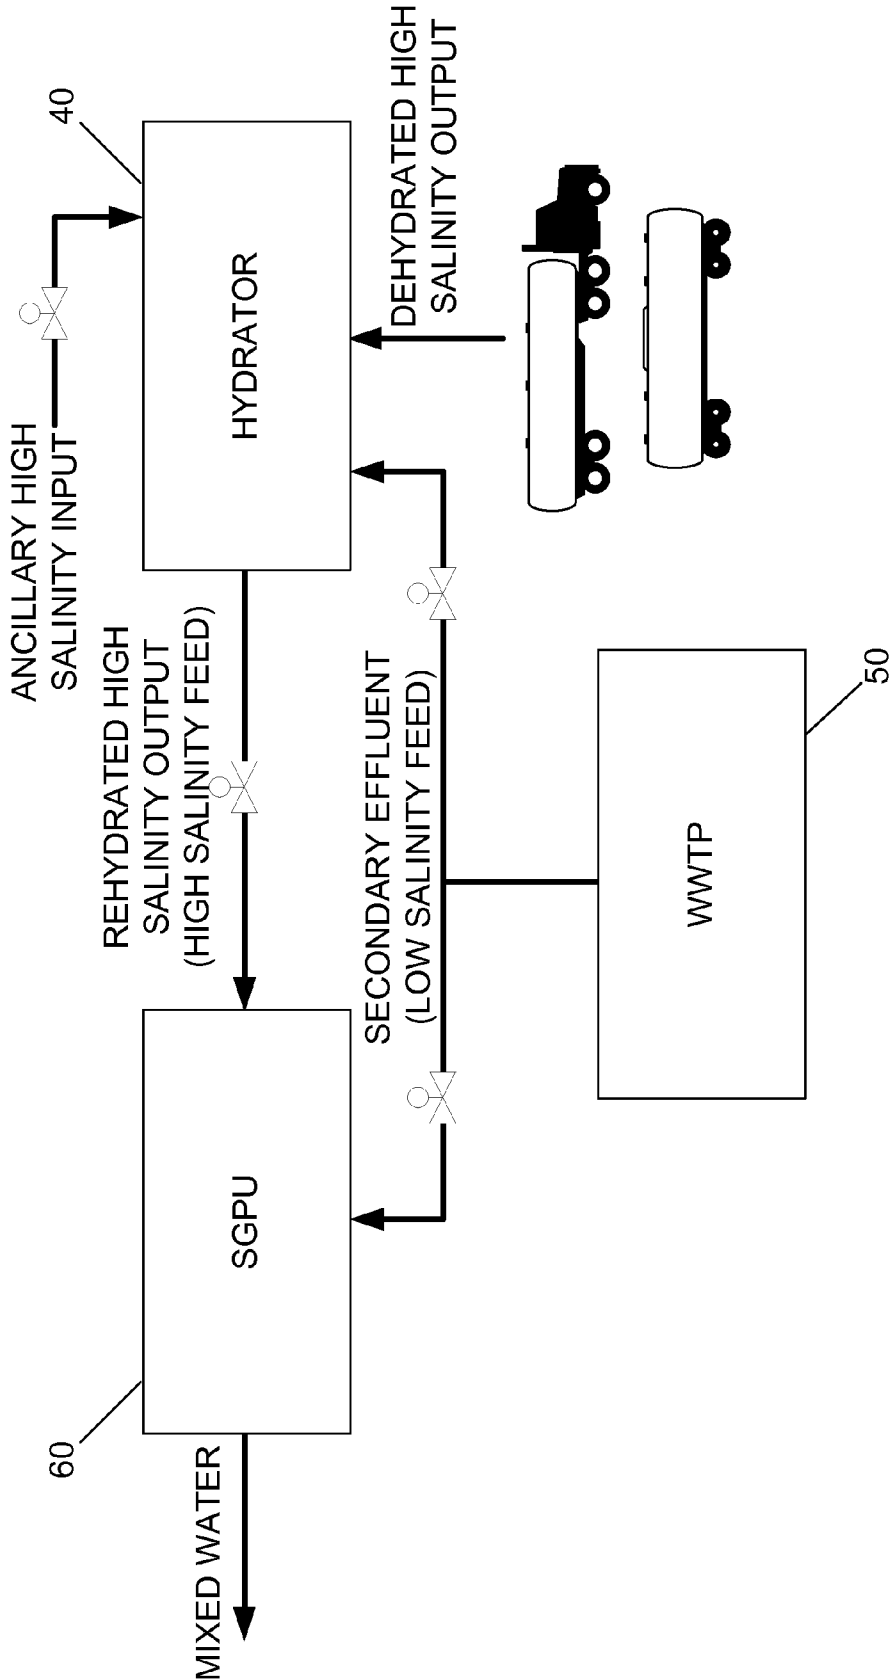 ANCILLARY HIGH
SALINITY INPUT
40
HYDRATOR
DEHYDRATED HIGH
SALINITY OUTPUT
REHYDRATED HIGH
SALINITY OUTPUT
(HIGH SALINITY FEED)
SECONDARY EFFLUENT
(LOW SALINITY FEED)
WWTP
50
SGPU
60
MIXED WATER